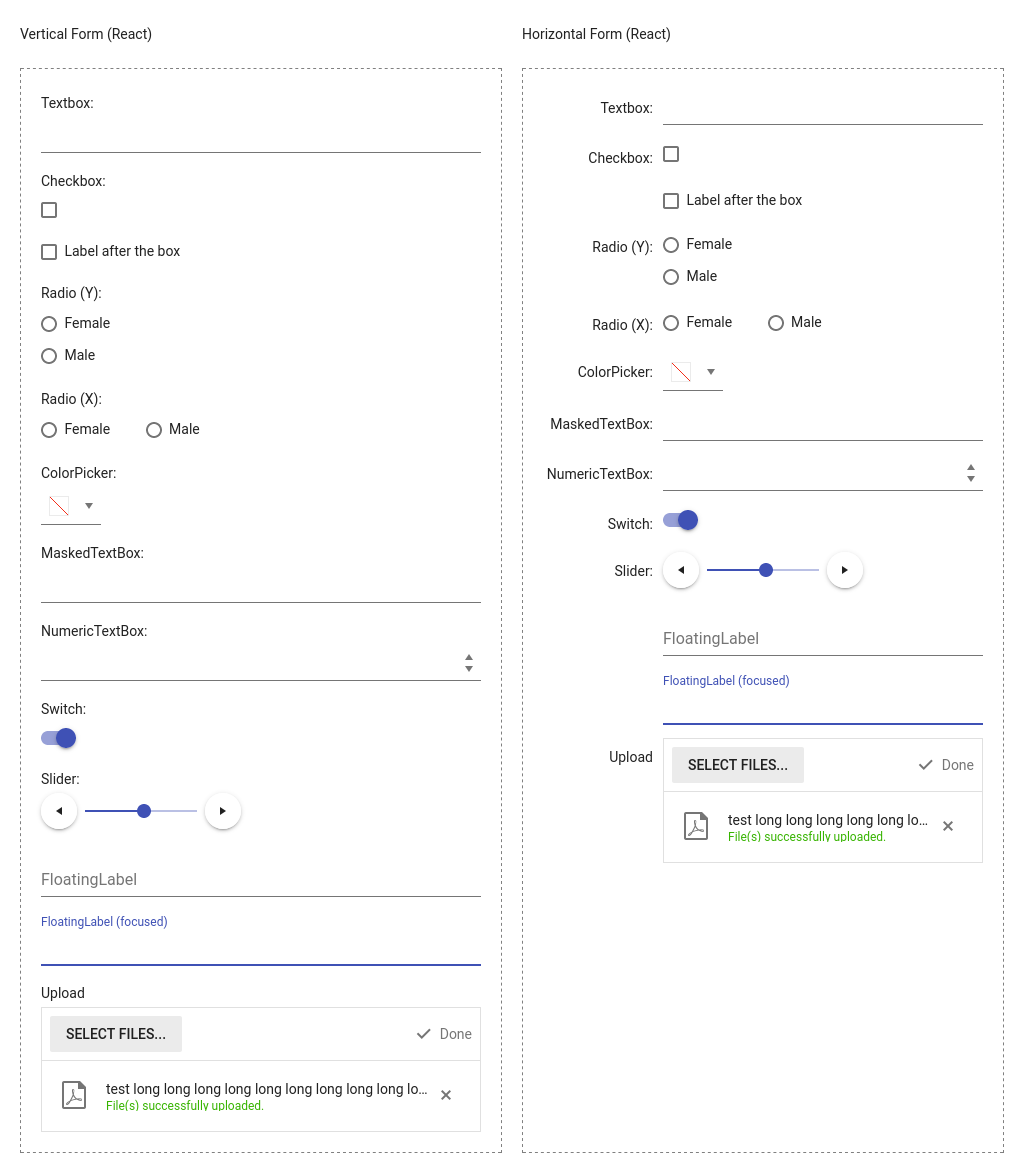 Vertical Form (React)
Textbox:
Checkbox:
Label after the box
Radio (Y):
Female
Male
Radio (X):
Female Male
ColorPicker:
MaskedTextBox:
NumericTextBox:
Switch:
Slider:
FloatingLabel
FloatingLabel (focused)
Upload
SELECT FILES... Done
test long long long long long long long long long lo...
File(s) successfully uploaded.
Horizontal Form (React)
Textbox:
Checkbox:
Label after the box
Radio (Y): Female
Male
Radio (X): Female Male
ColorPicker:
MaskedTextBox:
NumericTextBox:
Switch:
Slider:
FloatingLabel
FloatingLabel (focused)
Upload SELECT FILES... Done
test long long long long long lo...
File(s) successfully uploaded.